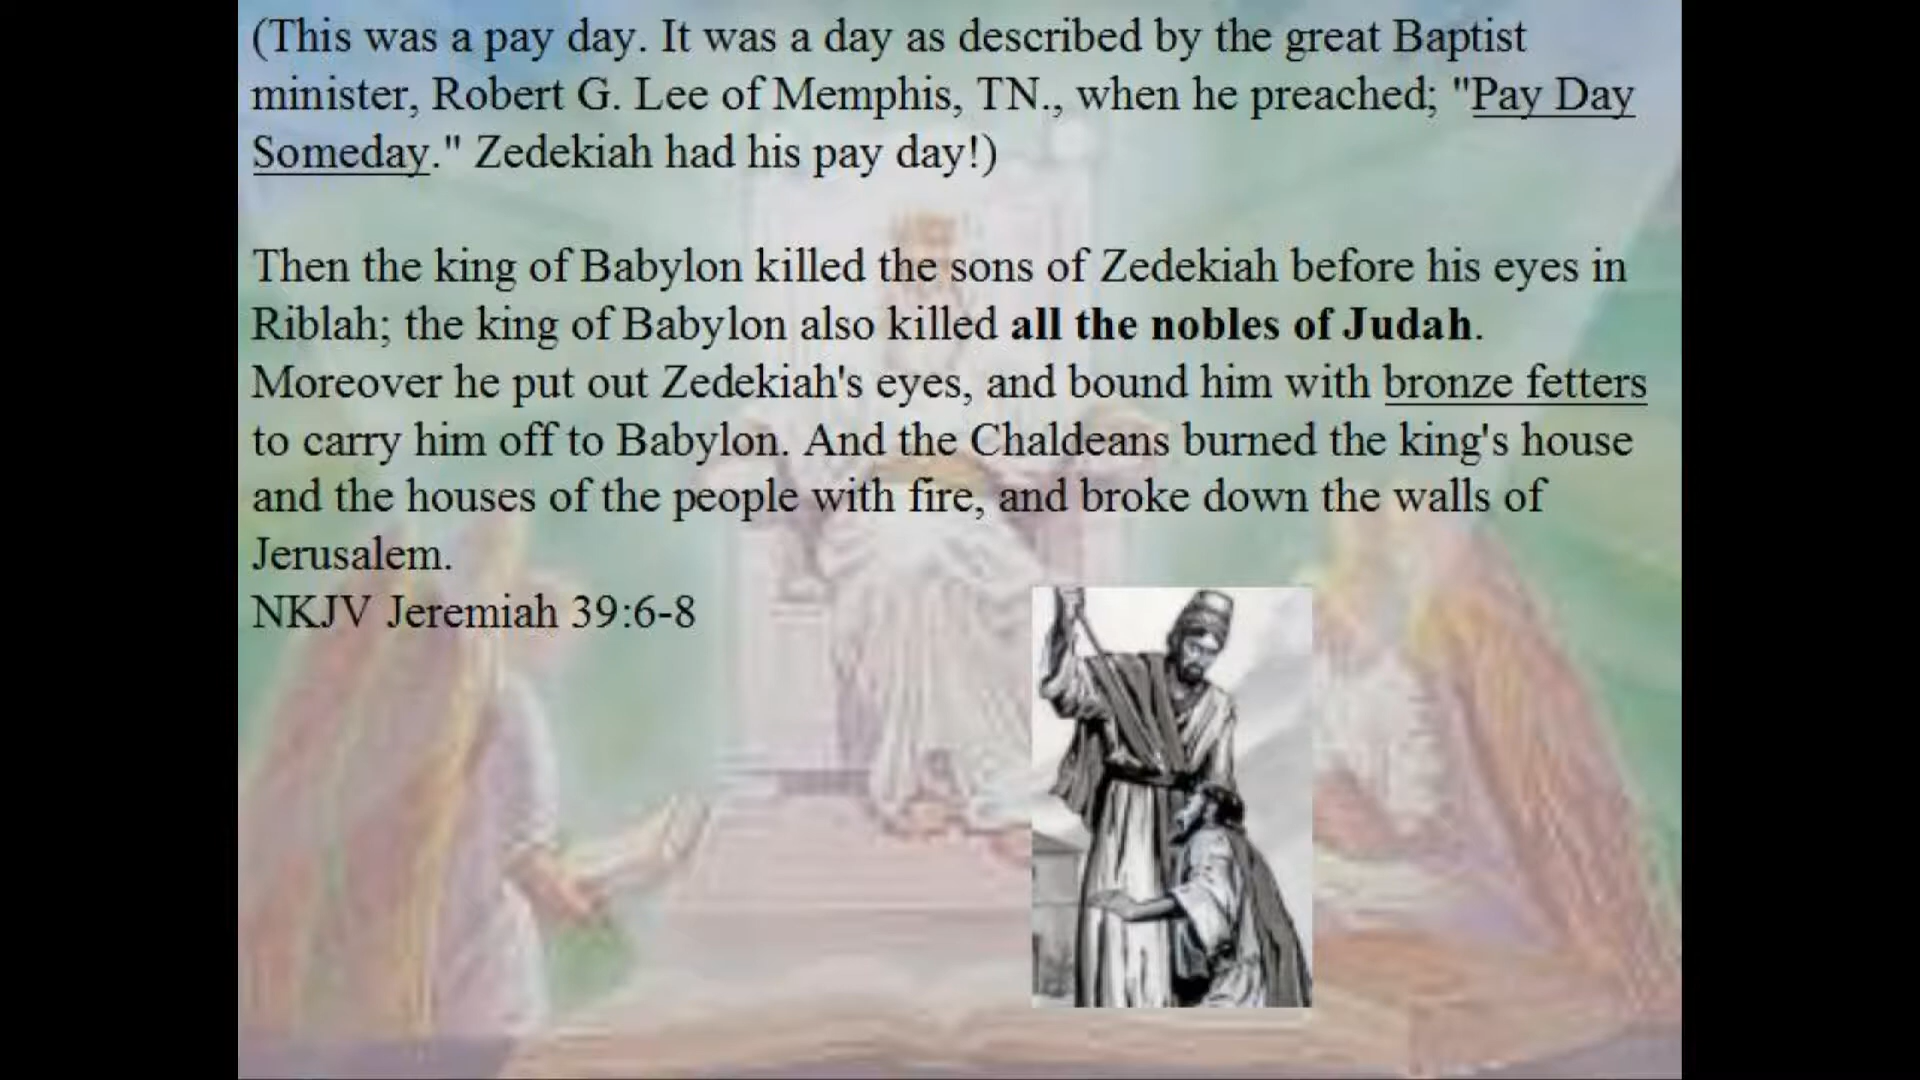 (This was a pay day. It was a day as described by the great Baptist
minister, Robert G. Lee of Memphis, TN., when he preached; "Pay Day
Someday." Zedekiah had his pay day!)
Then the king of Babylon killed the sons of Zedekiah before his eyes in
Riblah; the king of Babylon also killed all the nobles of Judah.
Moreover he put out Zedekiah's eyes, and bound him with bronze fetters
to carry him off to Babylon. And the Chaldeans burned the king's house
and the houses of the people with fire, and broke down the walls of
Jerusalem.
NKJV Jeremiah 39:6-8